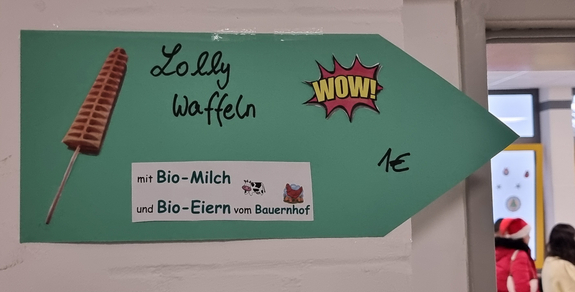 Lolly
Waffeln
WOW!
1€
mit Bio-Milch
und Bio-Eiern vom Bauernhof